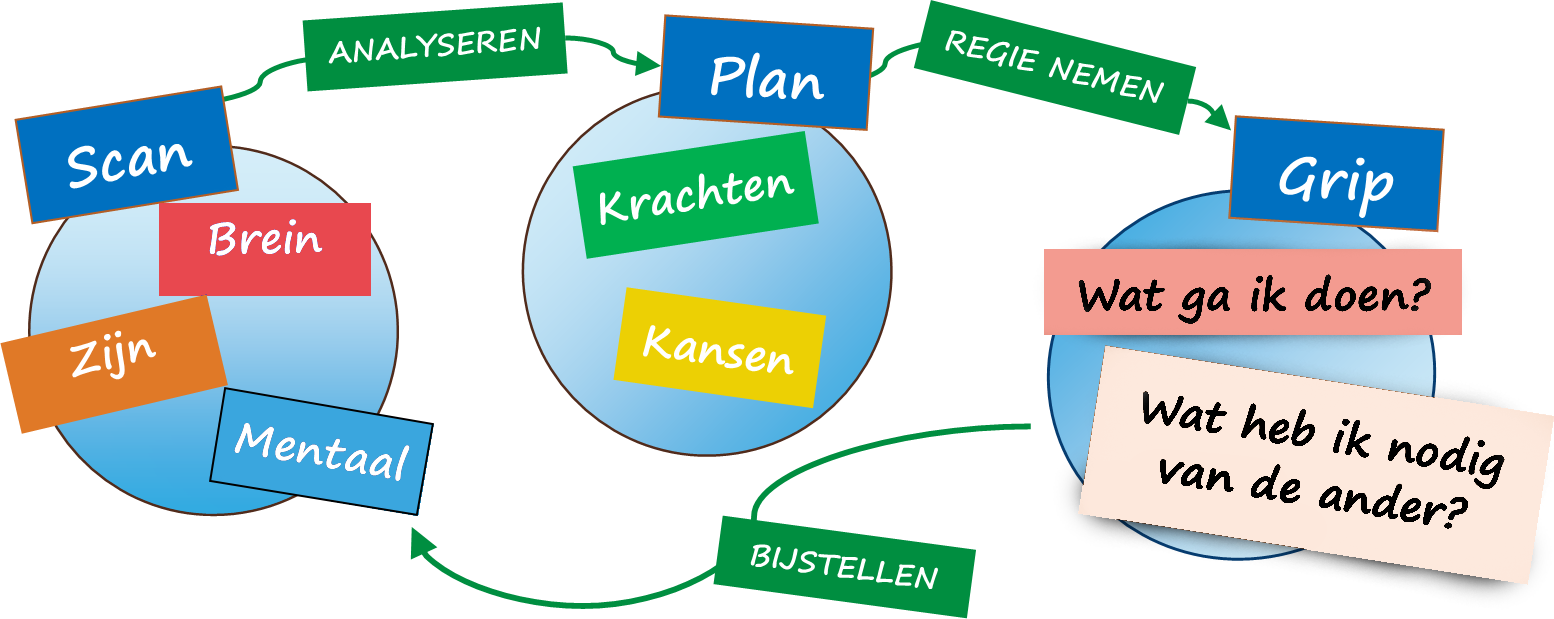 Scan
Brein
Zijn
Mentaal
ANALYSEREN
Plan
Krachten
Kansen
REGIE NEMEN
Grip
Wat ga ik doen?
Wat heb ik nodig
van de ander?
BIJSTELLEN